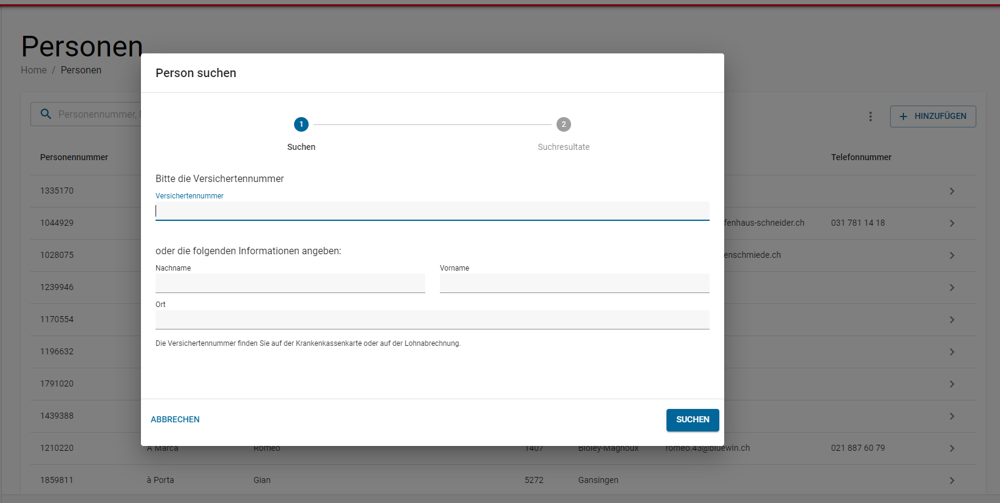 Personen
Home / Personen
Personennummer,
HINZUFÜGEN
Personennummer
Telefonnummer
1335170
1044929
fenhaus-schneider.ch
031 781 14 18
1028075
enschmiede.ch
1239946
1170554
1196632
1791020
1439388
1210220 A Marca Romeo 1407 Bioley-Magnoux romeo.43@bluewin.ch 021 887 60 79
1859811 à Porta Gian 5272 Gansingen
Person suchen
1
2
Suchen
Suchresultate
Bitte die Versichertennummer
Versichertennummer
oder die folgenden Informationen angeben:
Nachname
Vorname
Ort
Die Versichertennummer finden Sie auf der Krankenkassenkarte oder auf der Lohnabrechnung.
ABBRECHEN
SUCHEN